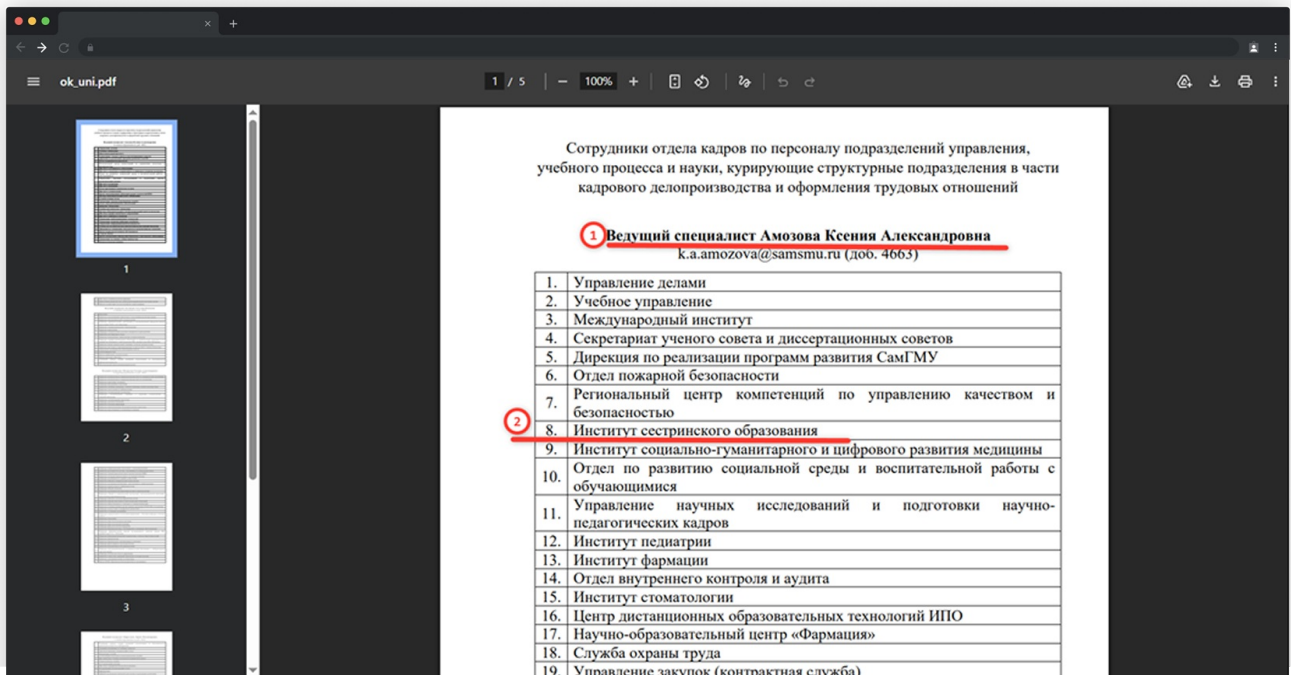 ok_uni.pdf
1 / 5
100%
1
2
3
Сотрудники отдела кадров по персоналу подразделений управления,
учебного процесса и науки, курирующие структурные подразделения в части
кадрового делопроизводства и оформления трудовых отношений
1 Ведущий специалист Амозова Ксения Александровна
k.a.amozova@samsmu.ru (доб. 4663)
1. Управление делами
2. Учебное управление
3. Международный институт
4. Секретариат ученого совета и диссертационных советов
5. Дирекция по реализации программ развития СамГМУ
6. Отдел пожарной безопасности
7. Региональный центр компетенций по управлению качеством и
безопасностью
2
8. Институт сестринского образования
9. Институт социально-гуманитарного и цифрового развития медицины
10. Отдел по развитию социальной среды и воспитательной работы с
обучающимися
11. Управление научных исследований и подготовки научно-
педагогических кадров
12. Институт педиатрии
13. Институт фармации
14. Отдел внутреннего контроля и аудита
15. Институт стоматологии
16. Центр дистанционных образовательных технологий ИПО
17. Научно-образовательный центр «Фармация»
18. Служба охраны труда
19. Управление закупок (контрактная служба)